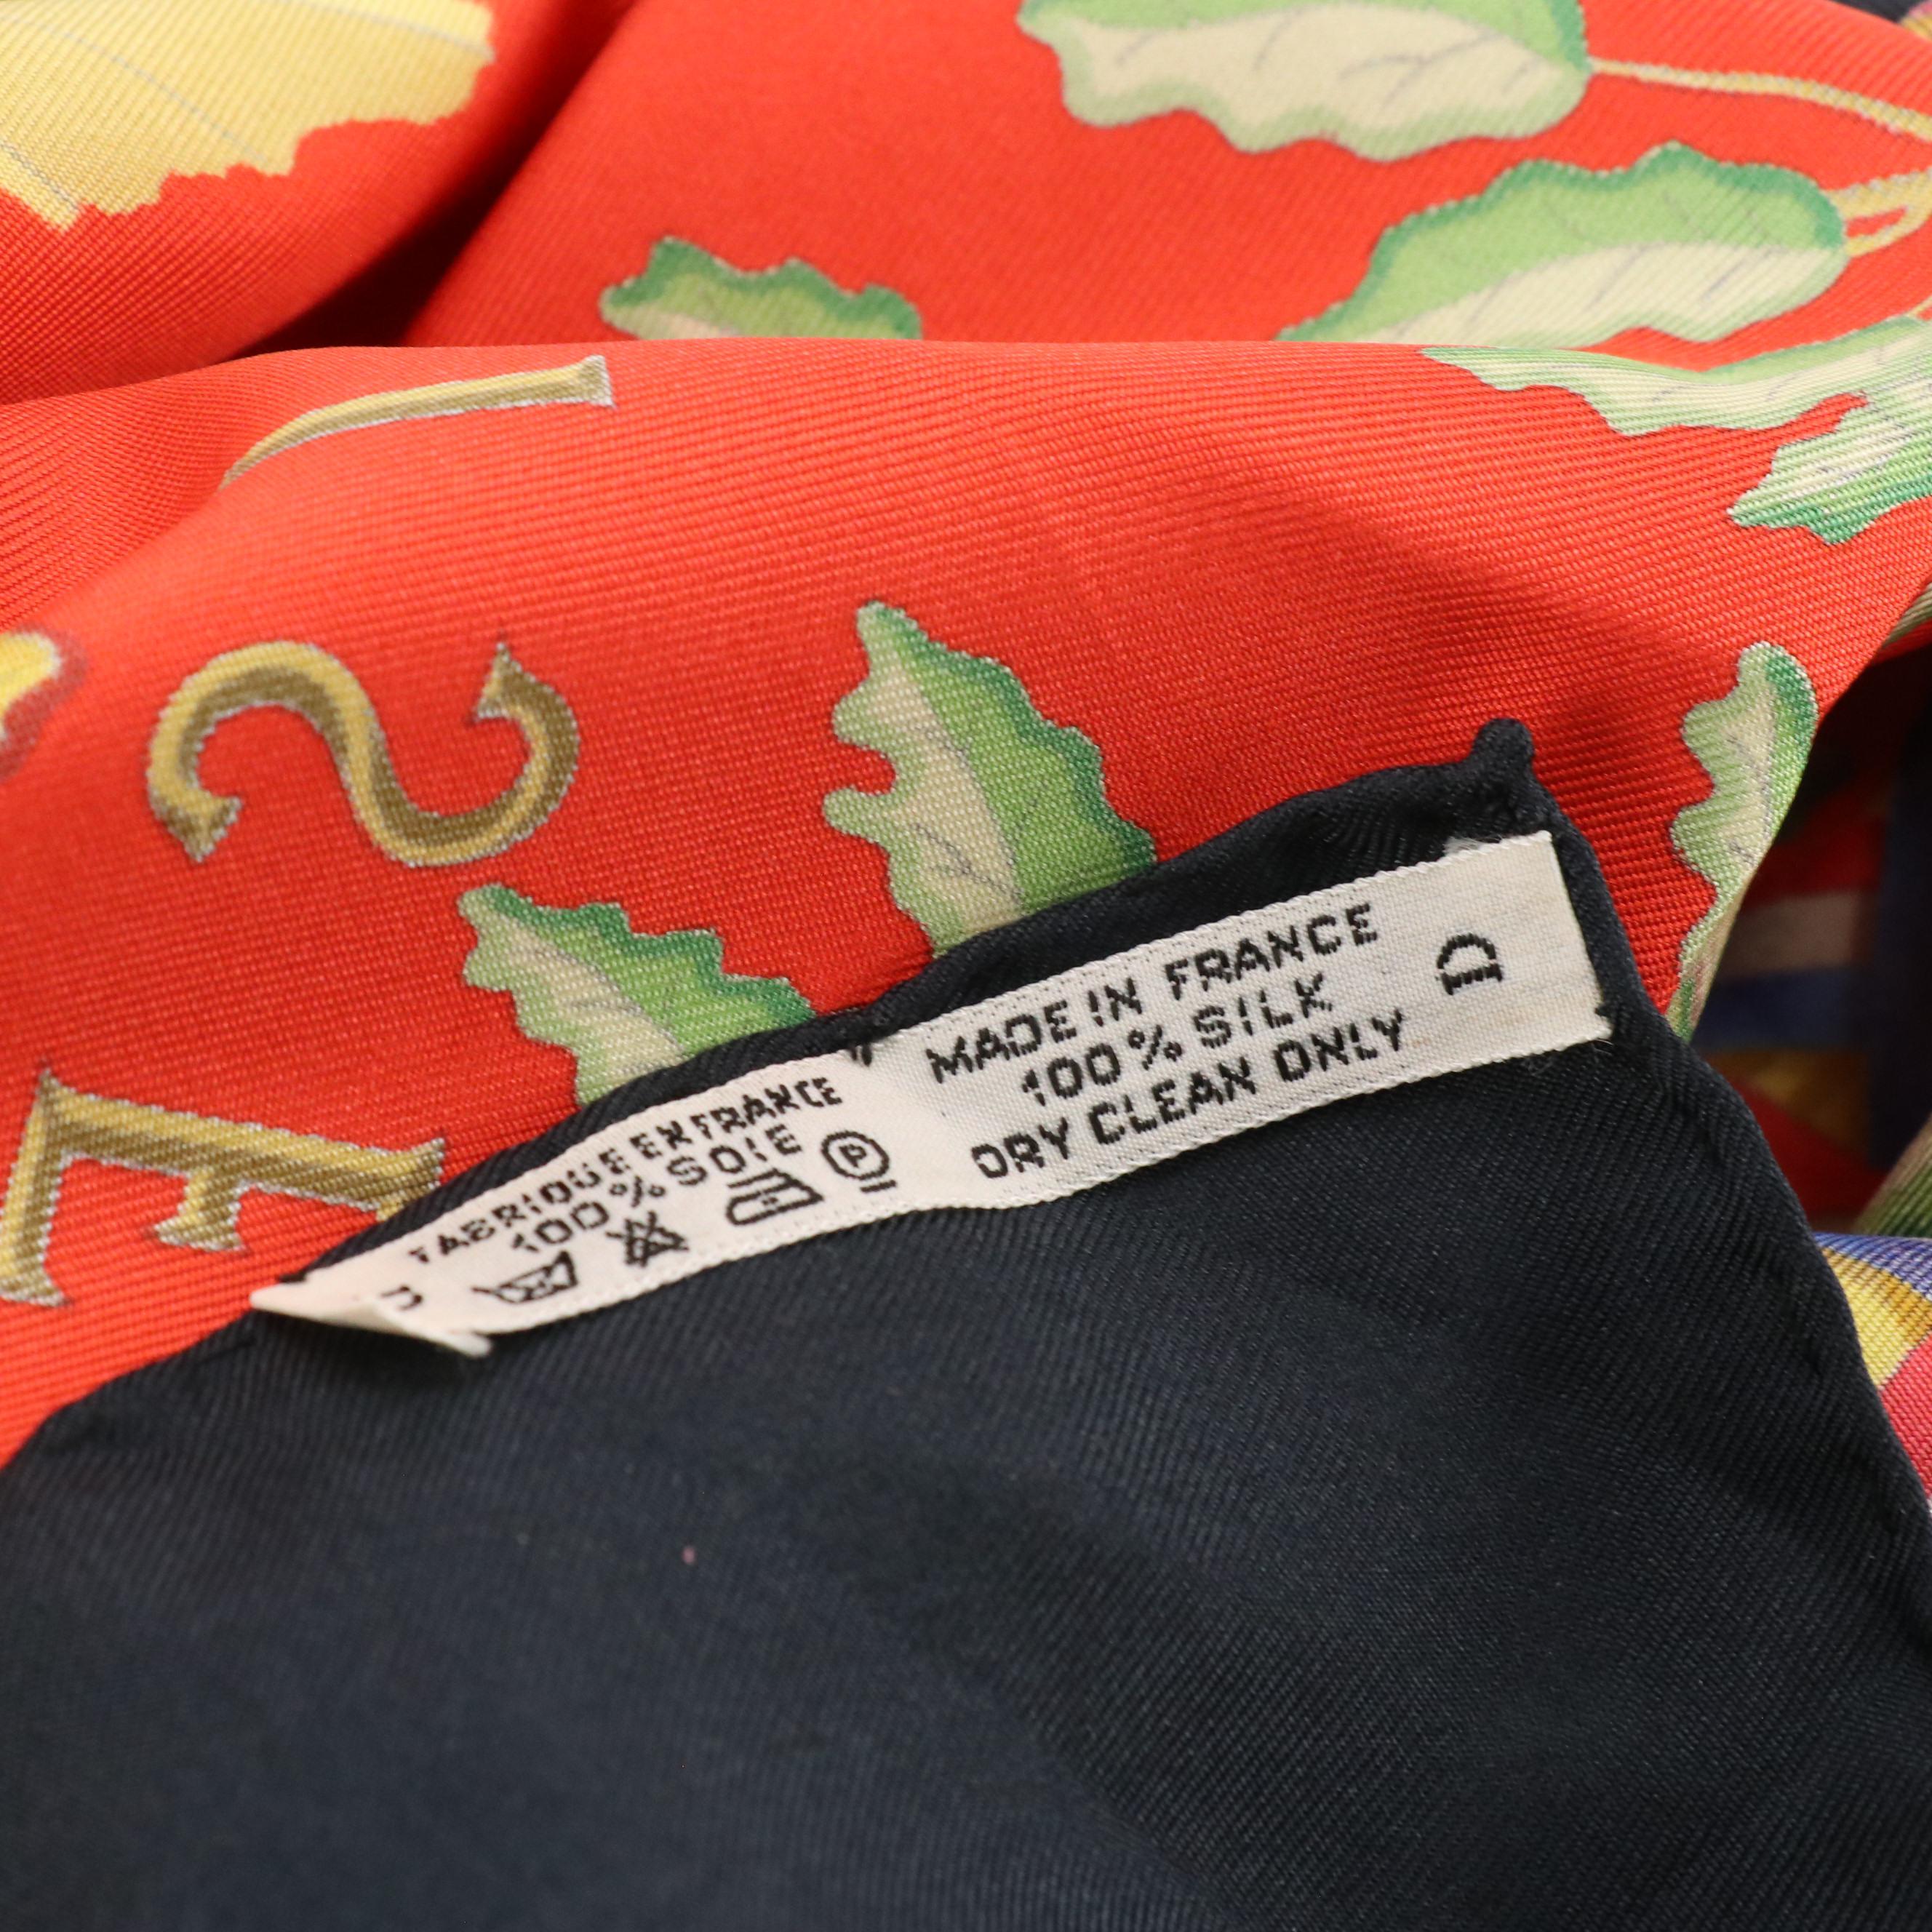 FABRIQUE EN FRANCE
100% SOIE
P
MADE IN FRANCE
100% SILK
DRY CLEAN ONLY
D
S
E